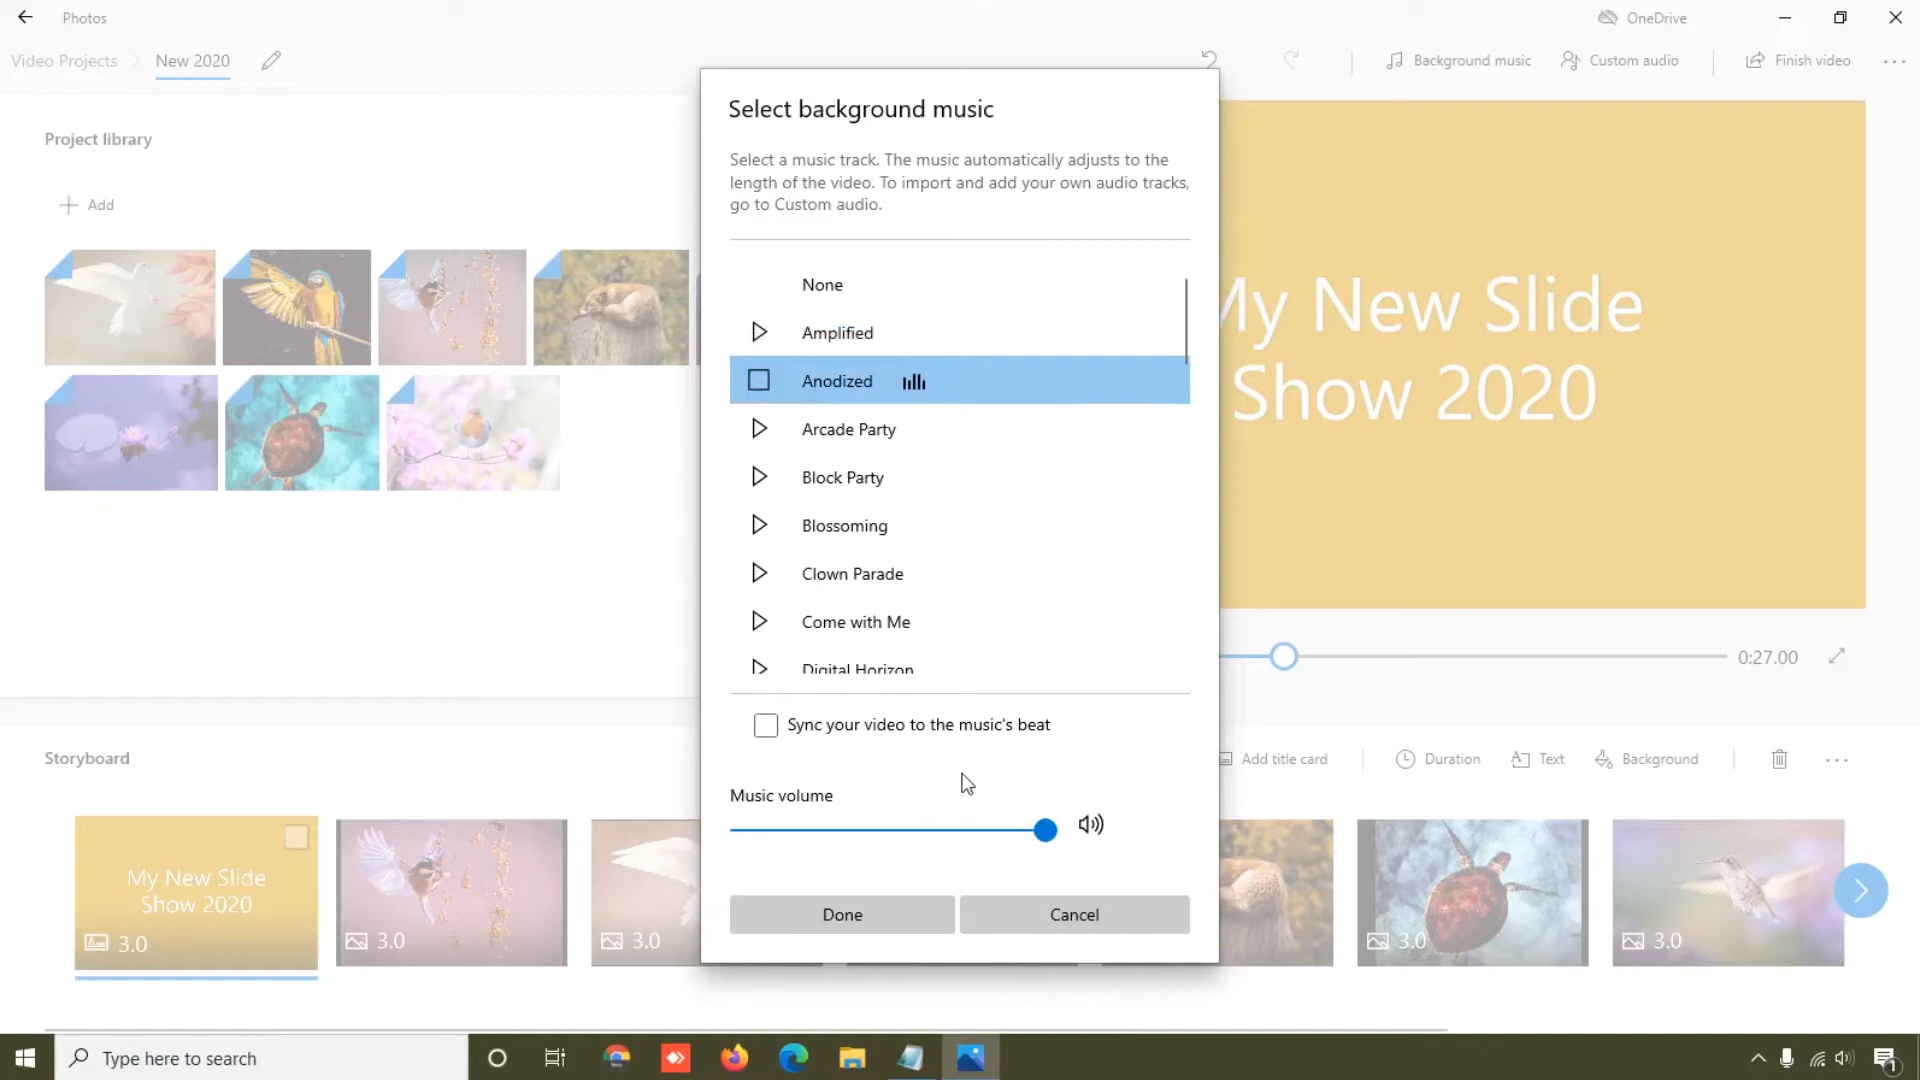 Photos
OneDrive
Video Projects
New 2020
Background music
Custom audio
Finish video
Project library
Add
Select background music
Select a music track. The music automatically adjusts to the
length of the video. To import and add your own audio tracks,
go to Custom audio.
None
Amplified
Anodized
Arcade Party
Block Party
Blossoming
Clown Parade
Come with Me
Digital Horizon
Sync your video to the music's beat
Music volume
Done
Cancel
My New Slide
Show 2020
0:27.00
Storyboard
Add title card
Duration
Text
Background
My New Slide
Show 2020
3.0
3.0
3.0
3.0
3.0
Type here to search
1